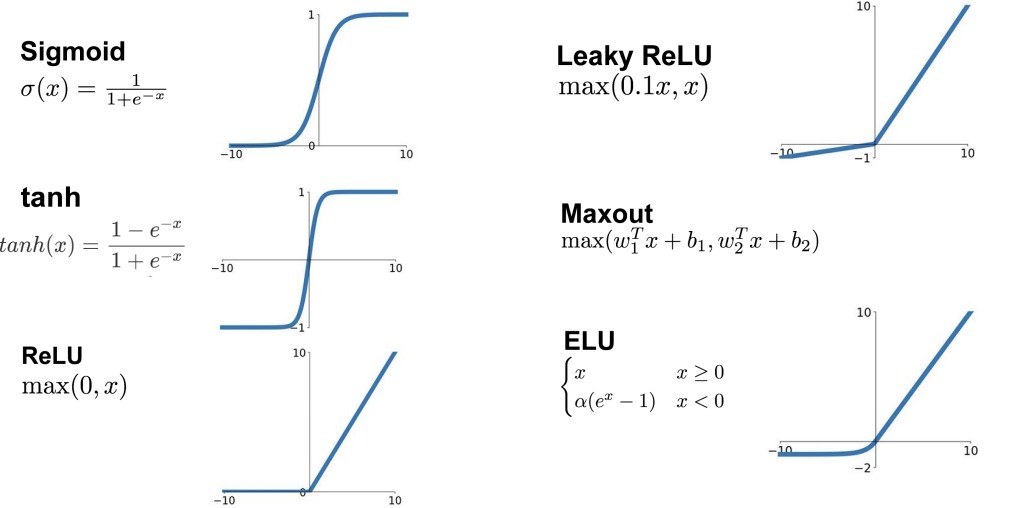 Sigmoid
σ(x) = 1/(1+e^{-x})
1
0
−10
10
tanh
tanh(x) = (1 − e^{-x})/(1 + e^{-x})
1
−10
10
−1
ReLU
max(0, x)
10
0
−10
10
Leaky ReLU
max(0.1x, x)
10
−10
−1
10
Maxout
max(w_1^T x + b_1, w_2^T x + b_2)
ELU
{x x ≥ 0
α(e^x − 1) x < 0
10
−10
−2
10